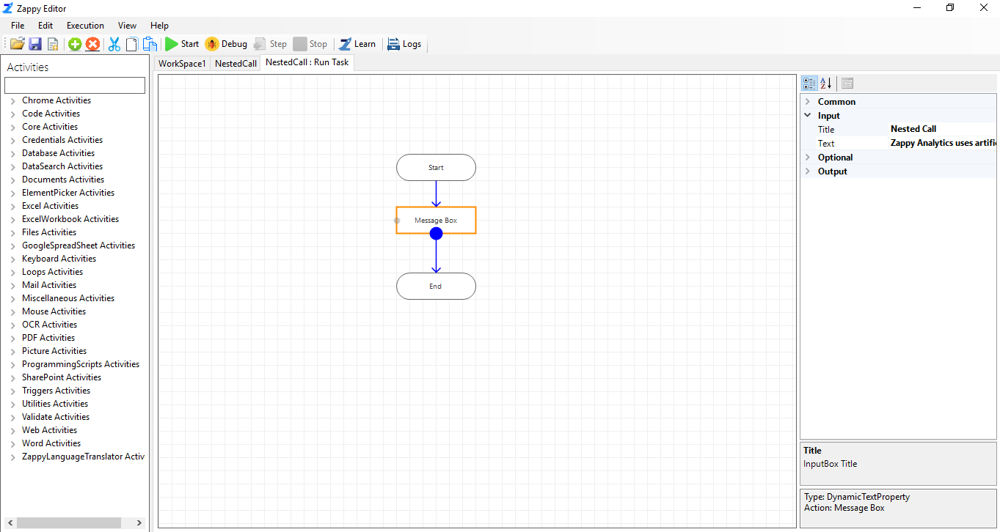 Zappy Editor
File Edit Execution View Help
Start Debug Step Stop Learn Logs
Activities
WorkSpace1 NestedCall NestedCall : Run Task
Chrome Activities
Code Activities
Core Activities
Credentials Activities
Database Activities
DataSearch Activities
Documents Activities
ElementPicker Activities
Excel Activities
ExcelWorkbook Activities
Files Activities
GoogleSpreadSheet Activities
Keyboard Activities
Loops Activities
Mail Activities
Miscellaneous Activities
Mouse Activities
OCR Activities
PDF Activities
Picture Activities
ProgrammingScripts Activities
SharePoint Activities
Triggers Activities
Utilities Activities
Validate Activities
Web Activities
Word Activities
ZappyLanguageTranslator Activ
Start
Message Box
End
Common
Input
Title Nested Call
Text Zappy Analytics uses artifi
Optional
Output
Title
InputBox Title
Type: DynamicTextProperty
Action: Message Box